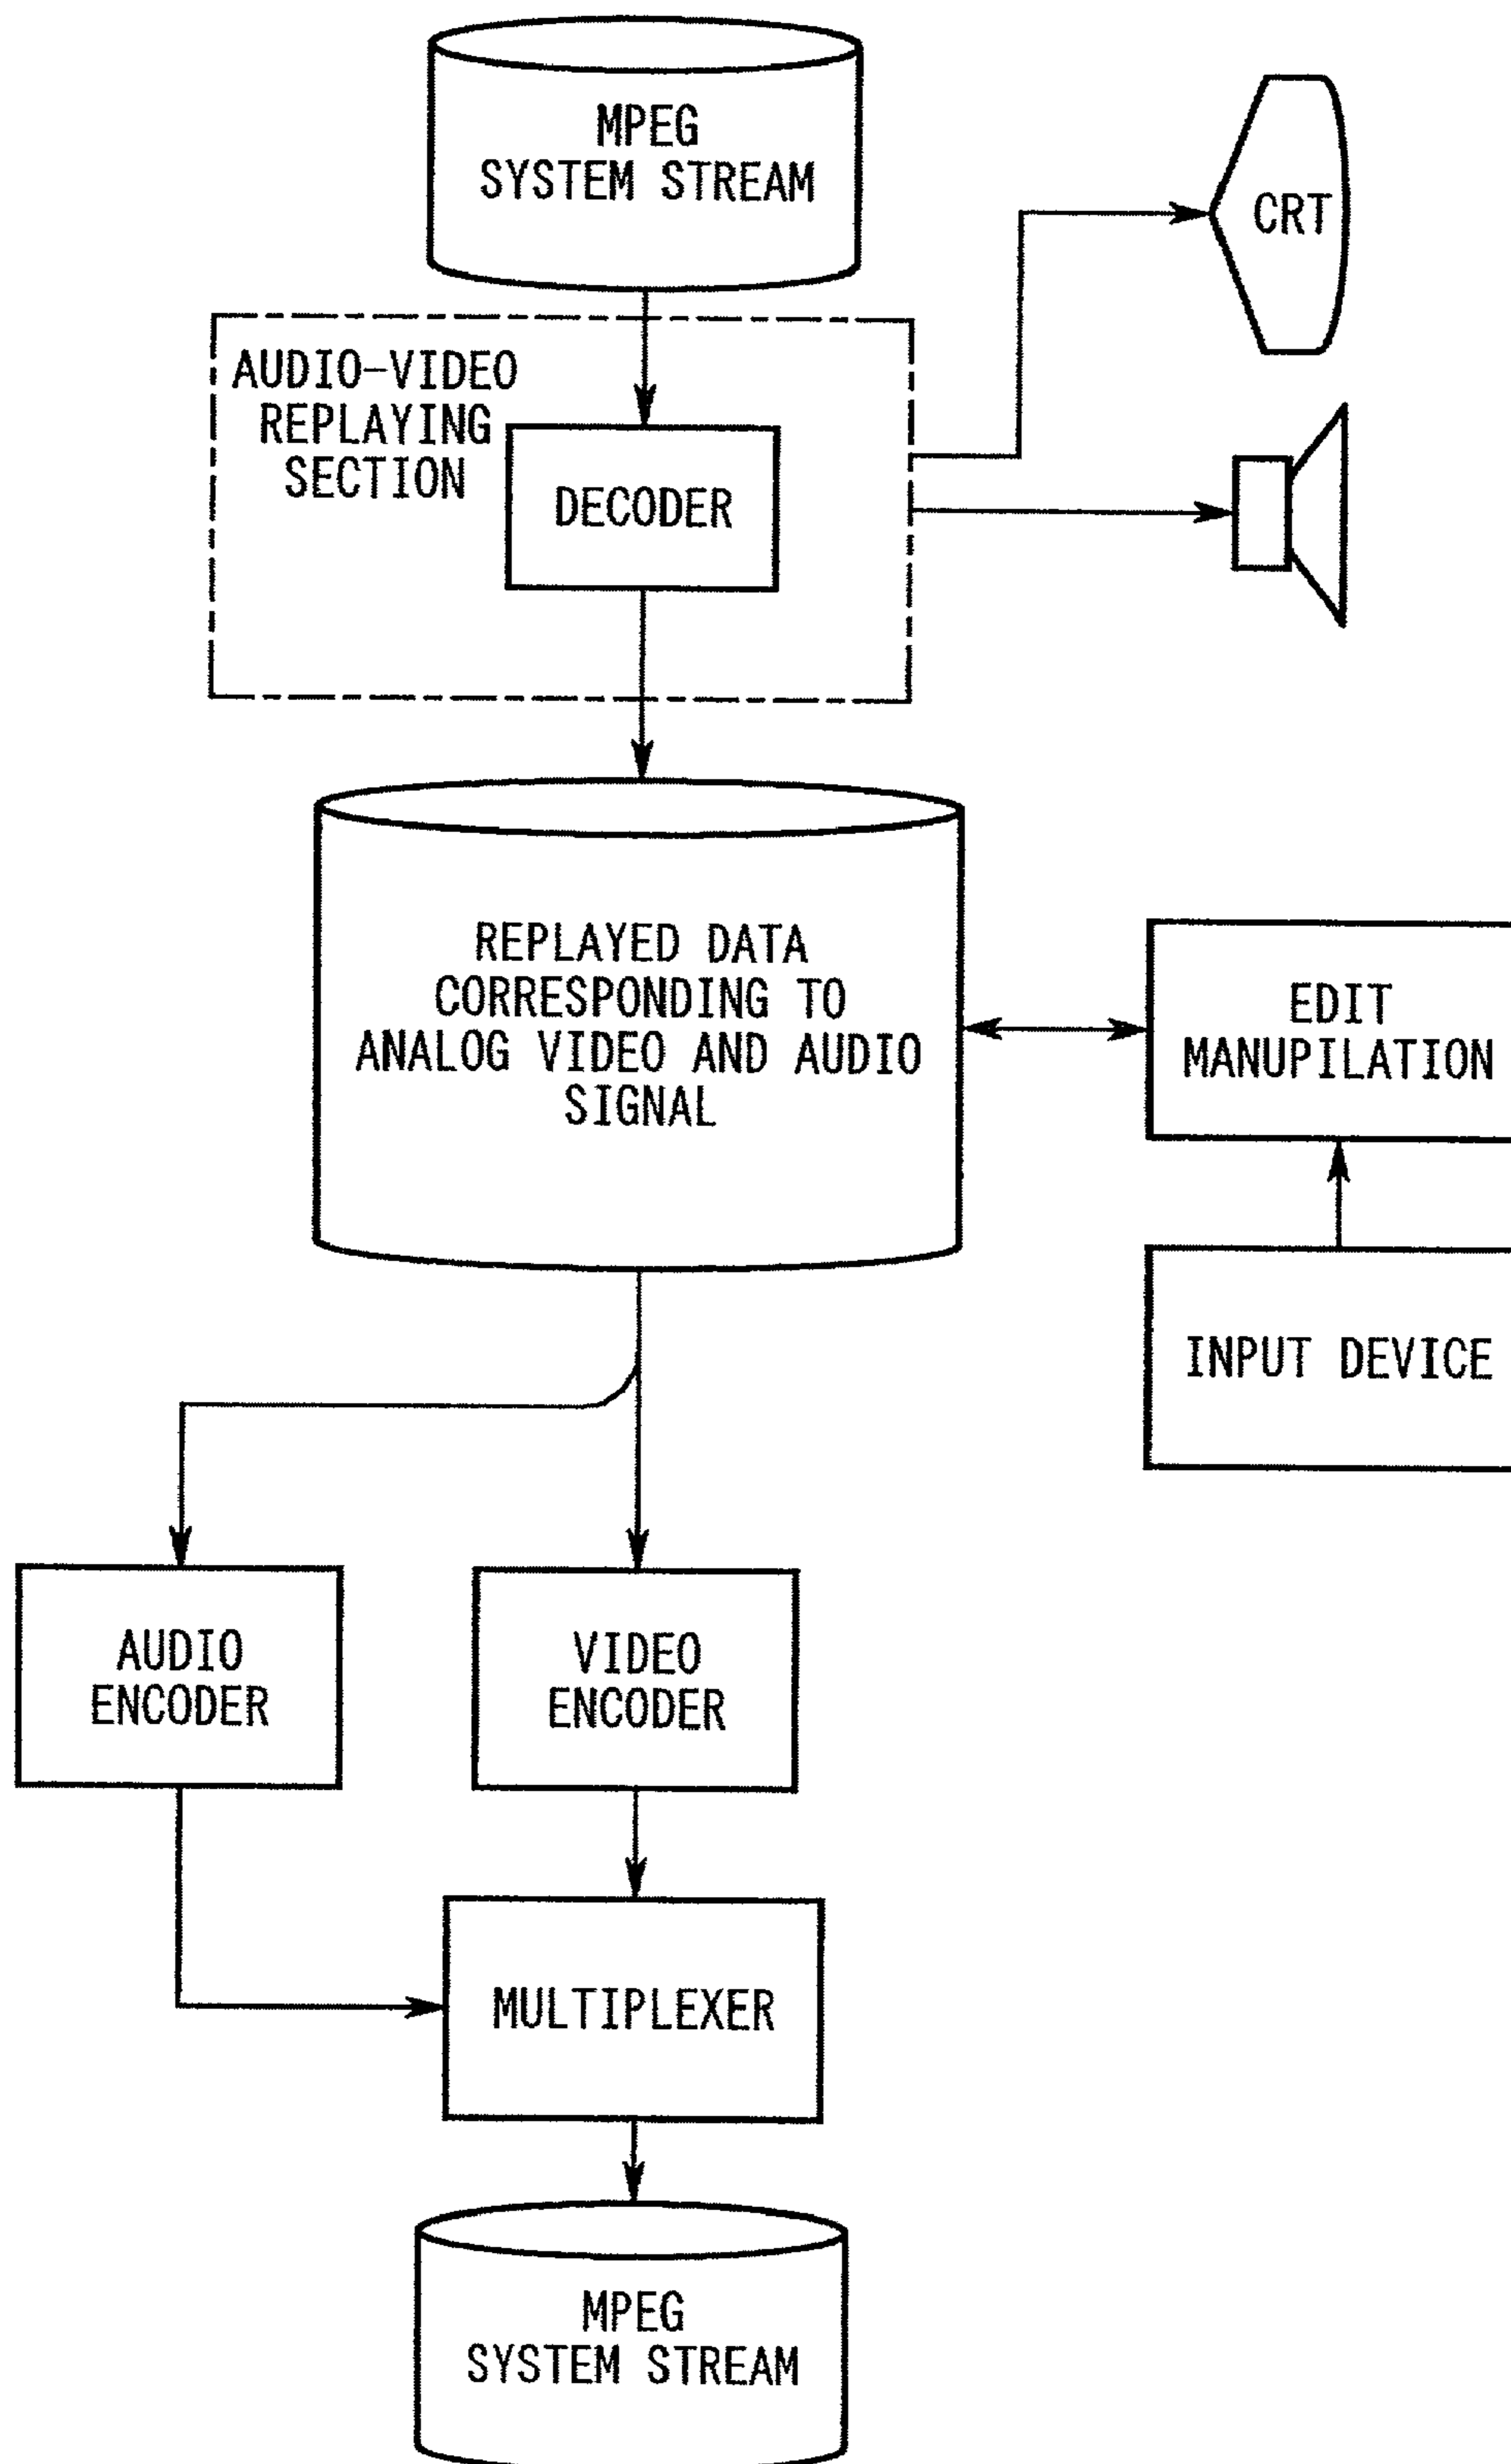 MPEG
SYSTEM STREAM
CRT
AUDIO-VIDEO
REPLAYING
SECTION
DECODER
REPLAYED DATA
CORRESPONDING TO
ANALOG VIDEO AND AUDIO
SIGNAL
EDIT
MANUPILATION
INPUT DEVICE
AUDIO
ENCODER
VIDEO
ENCODER
MULTIPLEXER
MPEG
SYSTEM STREAM